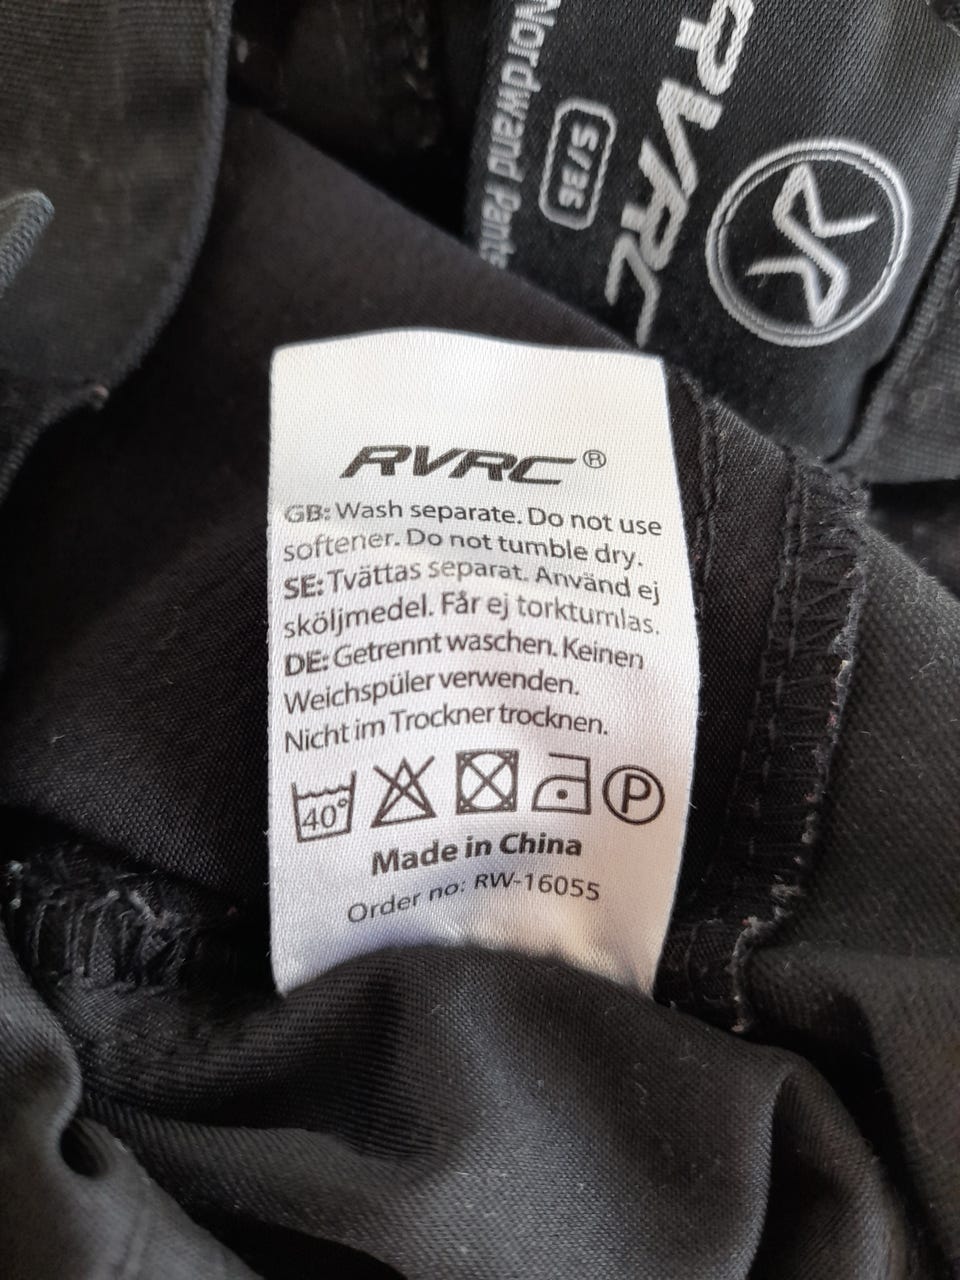 RVRC
Nordwand Pants
S/36
RVRC®
GB: Wash separate. Do not use
softener. Do not tumble dry.
SE: Tvättas separat. Använd ej
sköljmedel. Får ej torktumlas.
DE: Getrennt waschen. Keinen
Weichspüler verwenden.
Nicht im Trockner trocknen.
40° P
Made in China
Order no: RW-16055